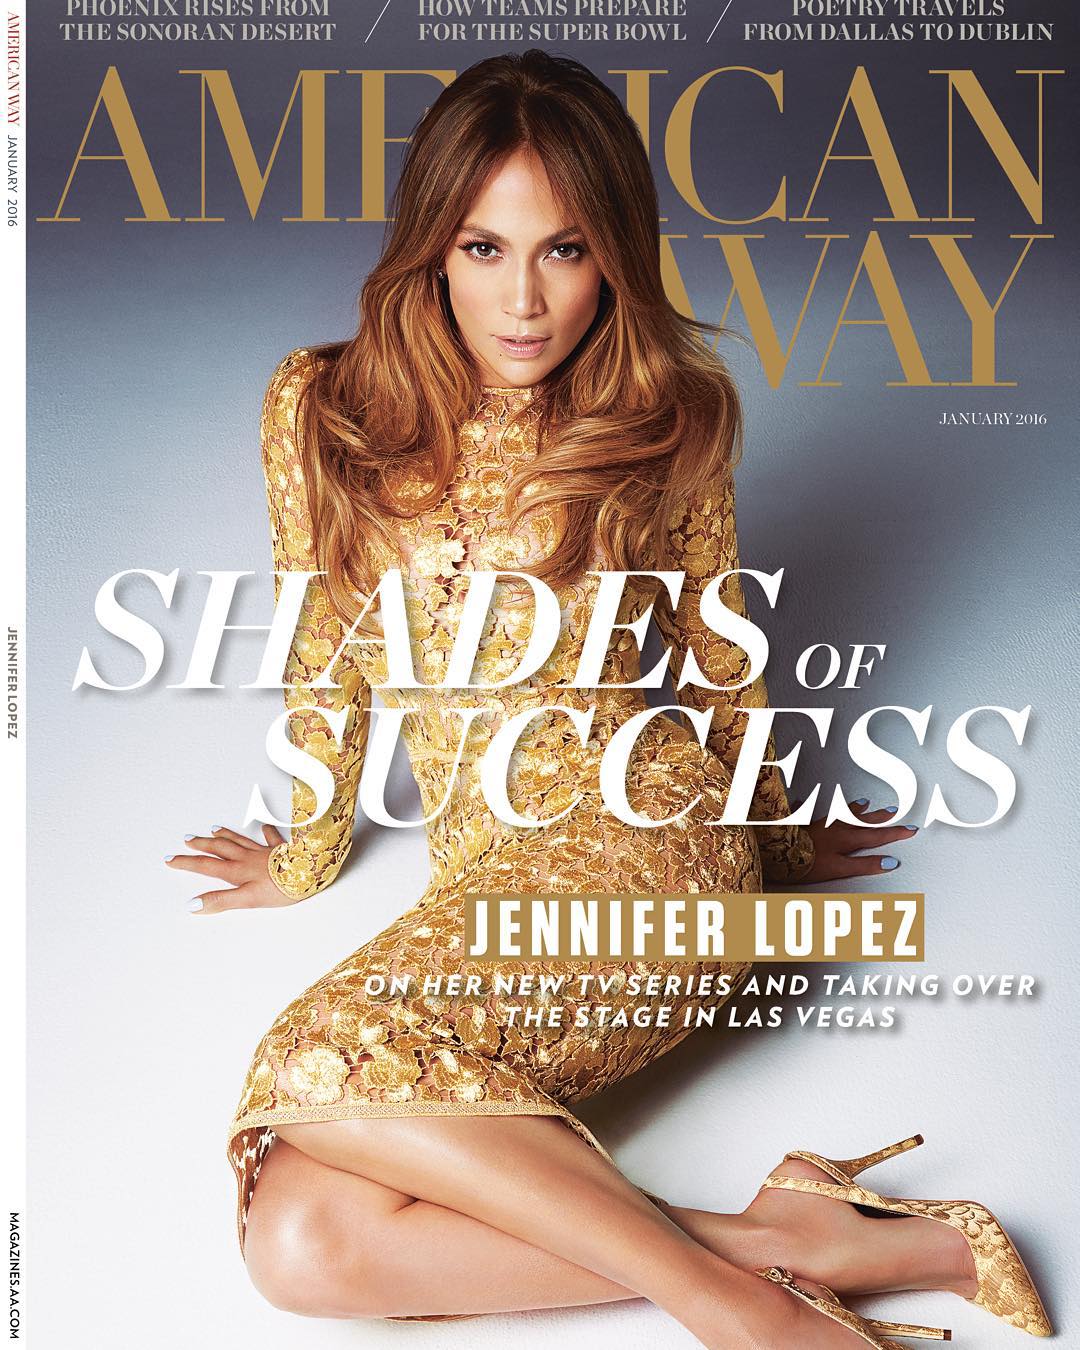 PHOENIX RISES FROM
THE SONORAN DESERT
HOW TEAMS PREPARE
FOR THE SUPER BOWL
POETRY TRAVELS
FROM DALLAS TO DUBLIN
AMERICAN
WAY
JANUARY 2016
SHADES OF
SUCCESS
JENNIFER LOPEZ
ON HER NEW TV SERIES AND TAKING OVER
THE STAGE IN LAS VEGAS
AMERICAN WAY JANUARY 2016
JENNIFER LOPEZ
MAGAZINES.AA.COM